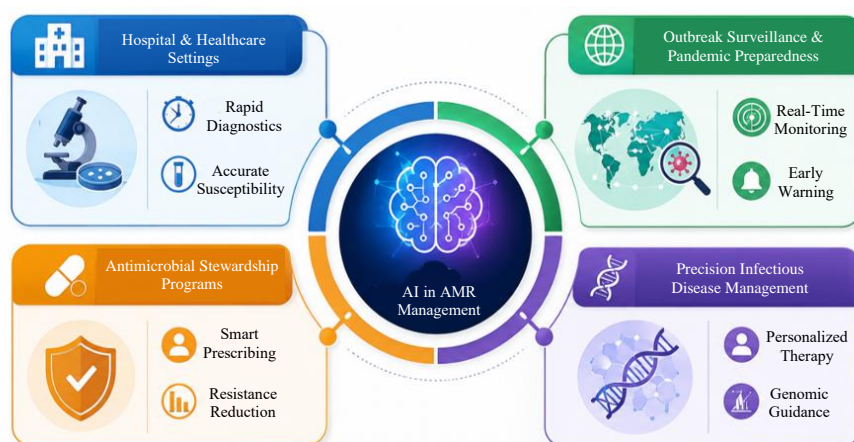 Hospital & Healthcare
Settings
Rapid
Diagnostics
Accurate
Susceptibility
Outbreak Surveillance &
Pandemic Preparedness
Real-Time
Monitoring
Early
Warning
AI in AMR
Management
Antimicrobial Stewardship
Programs
Smart
Prescribing
Resistance
Reduction
Precision Infectious
Disease Management
Personalized
Therapy
Genomic
Guidance